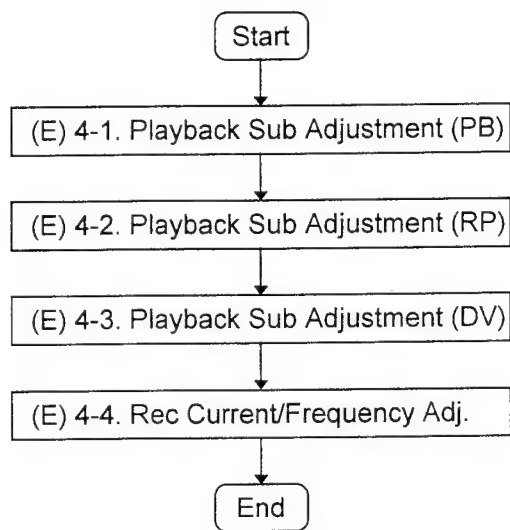 Start
(E) 4-1. Playback Sub Adjustment (PB)
(E) 4-2. Playback Sub Adjustment (RP)
(E) 4-3. Playback Sub Adjustment (DV)
(E) 4-4. Rec Current/Frequency Adj.
End